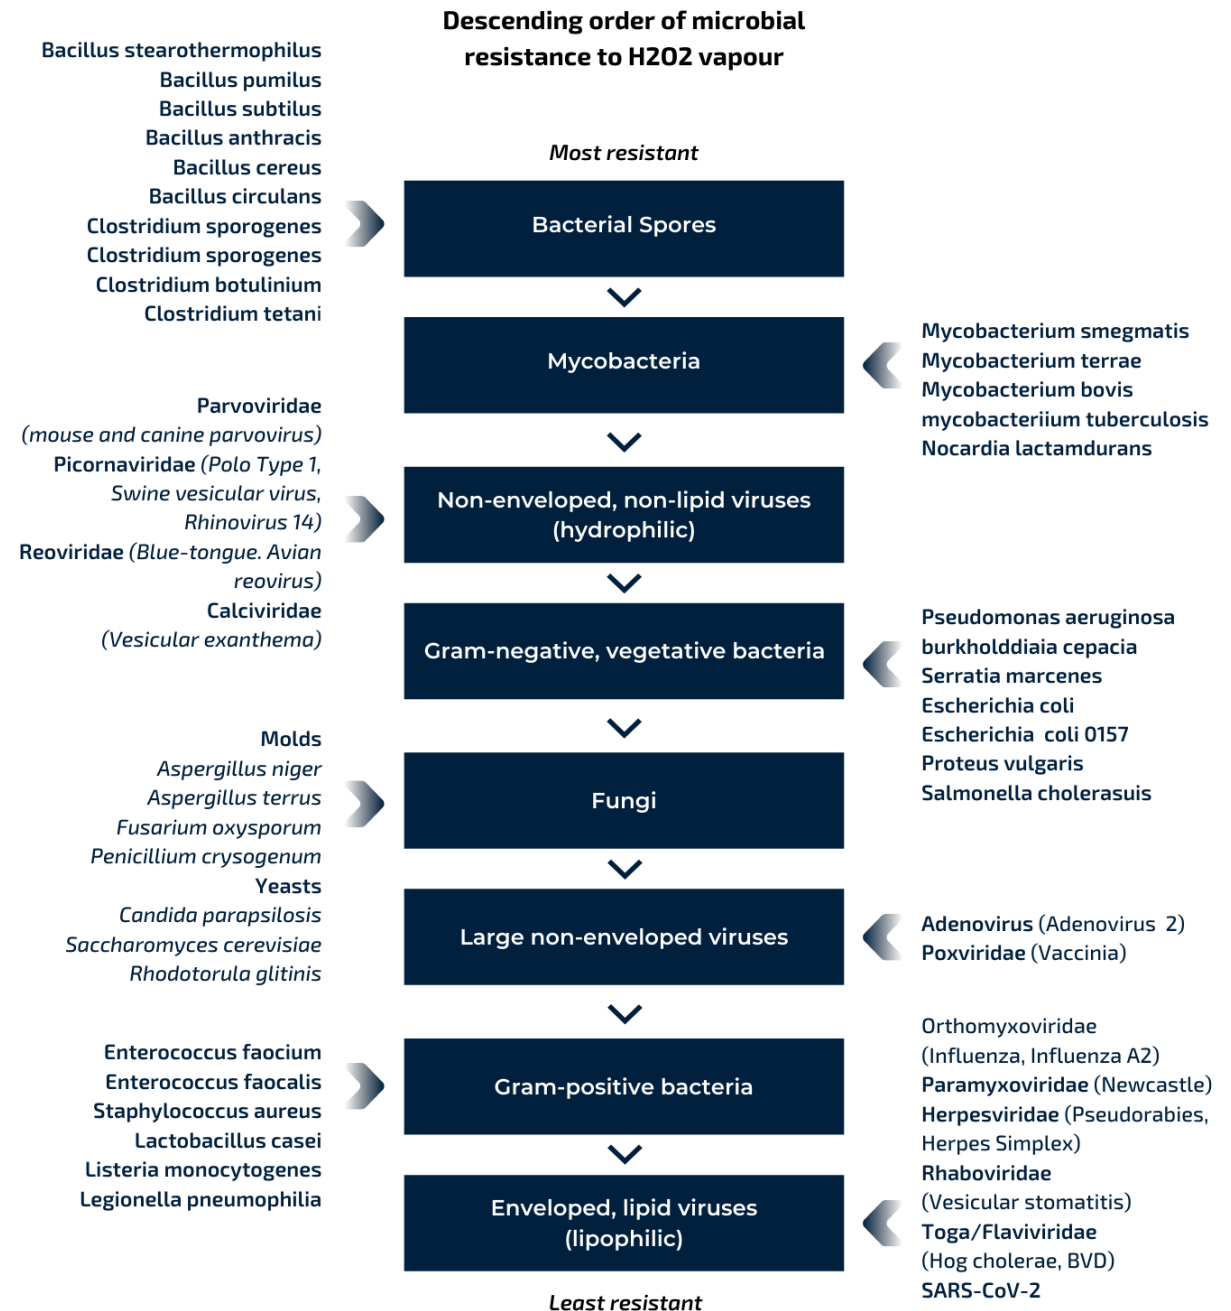 Descending order of microbial
resistance to H2O2 vapour
Most resistant
Bacillus stearothermophilus
Bacillus pumilus
Bacillus subtilus
Bacillus anthracis
Bacillus cereus
Bacillus circulans
Clostridium sporogenes
Clostridium sporogenes
Clostridium botulinium
Clostridium tetani
Bacterial Spores
Mycobacteria
Mycobacterium smegmatis
Mycobacterium terrae
Mycobacterium bovis
mycobacteriium tuberculosis
Nocardia lactamdurans
Parvoviridae
(mouse and canine parvovirus)
Picornaviridae (Polo Type 1,
Swine vesicular virus,
Rhinovirus 14)
Reoviridae (Blue-tongue. Avian
reovirus)
Calciviridae
(Vesicular exanthema)
Non-enveloped, non-lipid viruses
(hydrophilic)
Gram-negative, vegetative bacteria
Pseudomonas aeruginosa
burkholddiaia cepacia
Serratia marcenes
Escherichia coli
Escherichia coli 0157
Proteus vulgaris
Salmonella cholerasuis
Molds
Aspergillus niger
Aspergillus terrus
Fusarium oxysporum
Penicillium crysogenum
Yeasts
Candida parapsilosis
Saccharomyces cerevisiae
Rhodotorula glitinis
Fungi
Large non-enveloped viruses
Adenovirus (Adenovirus 2)
Poxviridae (Vaccinia)
Enterococcus faocium
Enterococcus faocalis
Staphylococcus aureus
Lactobacillus casei
Listeria monocytogenes
Legionella pneumophilia
Gram-positive bacteria
Enveloped, lipid viruses
(lipophilic)
Orthomyxoviridae
(Influenza, Influenza A2)
Paramyxoviridae (Newcastle)
Herpesviridae (Pseudorabies,
Herpes Simplex)
Rhaboviridae
(Vesicular stomatitis)
Toga/Flaviviridae
(Hog cholerae, BVD)
SARS-CoV-2
Least resistant